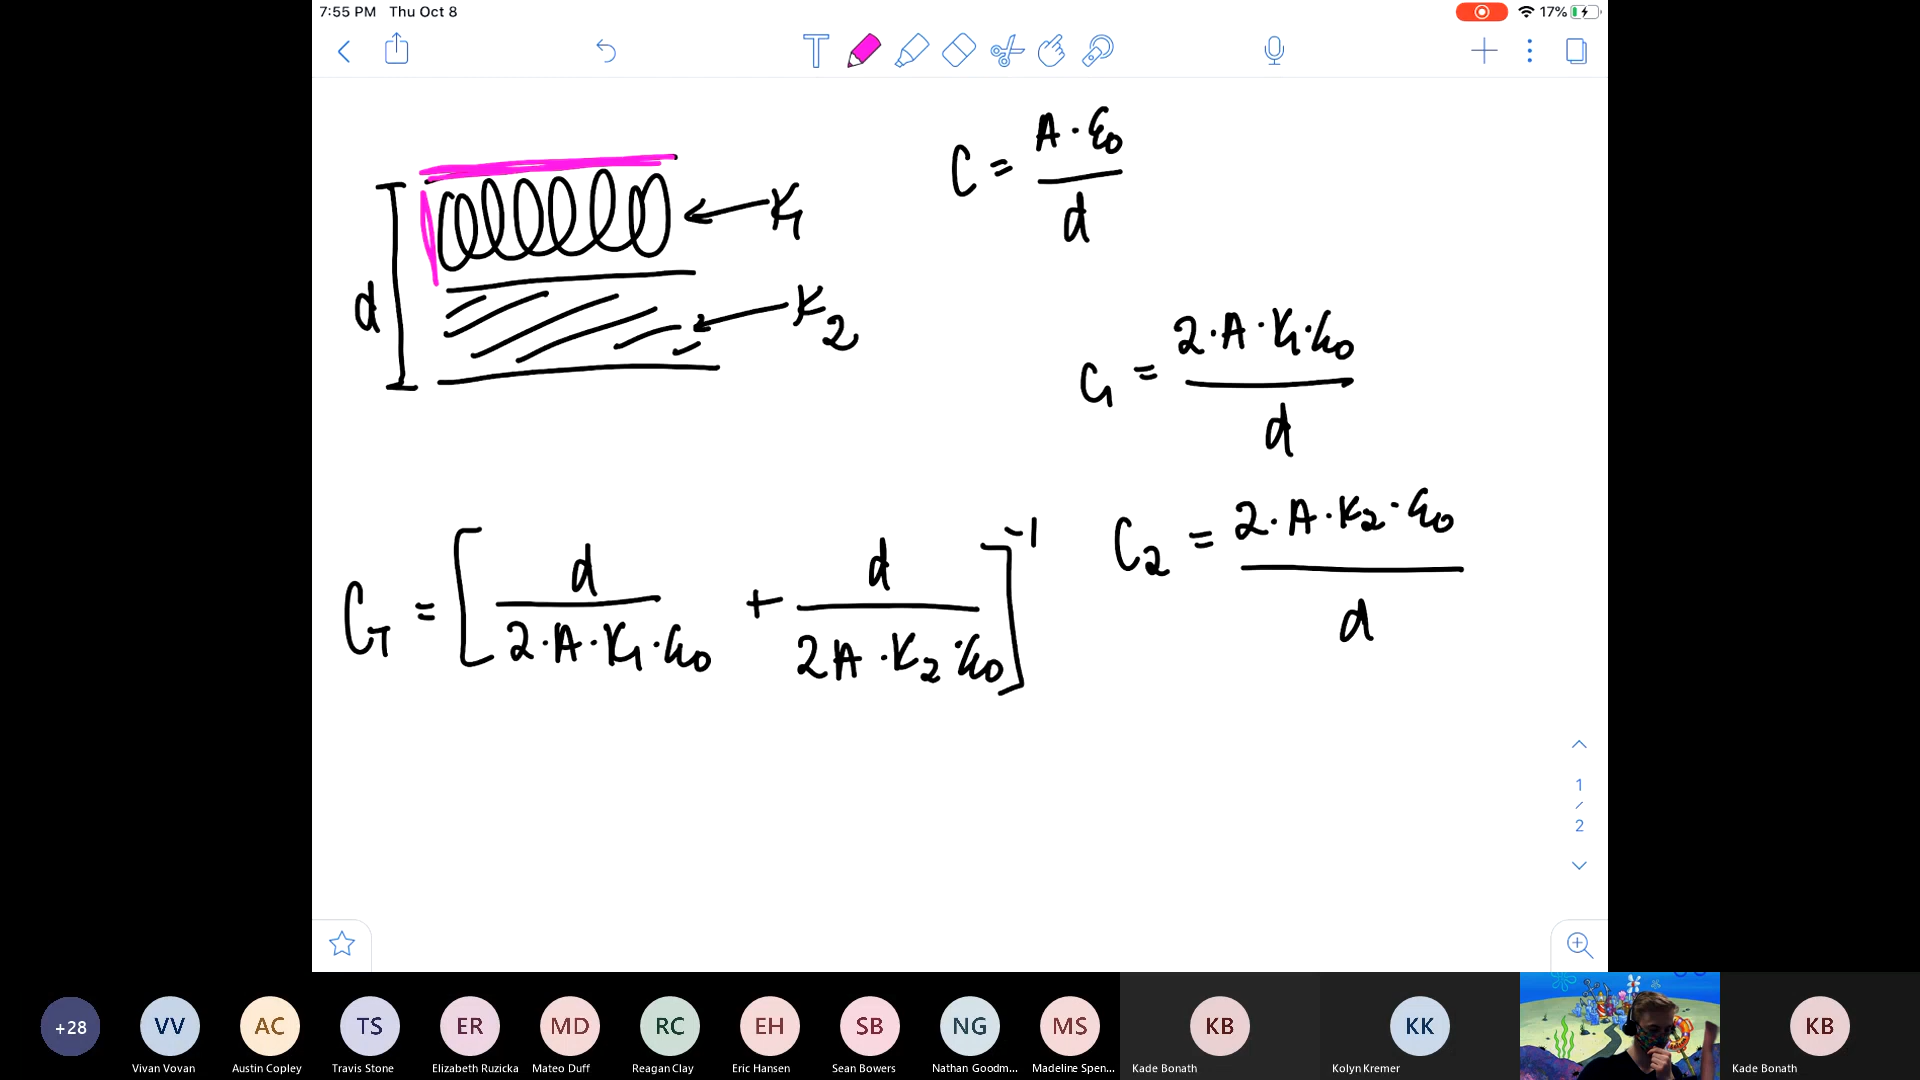 7:55 PM Thu Oct 8
17%
C = A · ε0 / d
K1
d
K2
C1 = 2 · A · K1 · ε0 / d
C2 = 2 · A · K2 · ε0 / d
CT = [ d / 2 · A · K1 · ε0 + d / 2A · K2 · ε0 ]^-1
1
/
2
+28
VV
AC
TS
ER
MD
RC
EH
SB
NG
MS
KB
KK
KB
Vivan Vovan
Austin Copley
Travis Stone
Elizabeth Ruzicka
Mateo Duff
Reagan Clay
Eric Hansen
Sean Bowers
Nathan Goodm...
Madeline Spen...
Kade Bonath
Kolyn Kremer
Kade Bonath